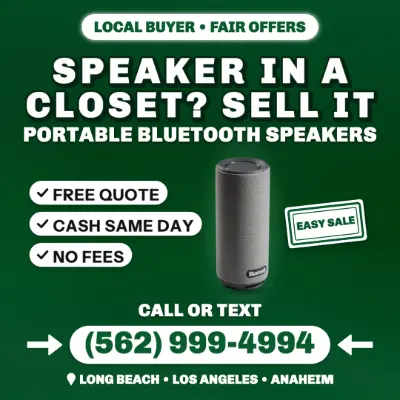 LOCAL BUYER • FAIR OFFERS
SPEAKER IN A
CLOSET? SELL IT
PORTABLE BLUETOOTH SPEAKERS
✓ FREE QUOTE
✓ CASH SAME DAY
✓ NO FEES
Bluetooth
EASY SALE
CALL OR TEXT
→ (562) 999-4994 ←
LONG BEACH • LOS ANGELES • ANAHEIM